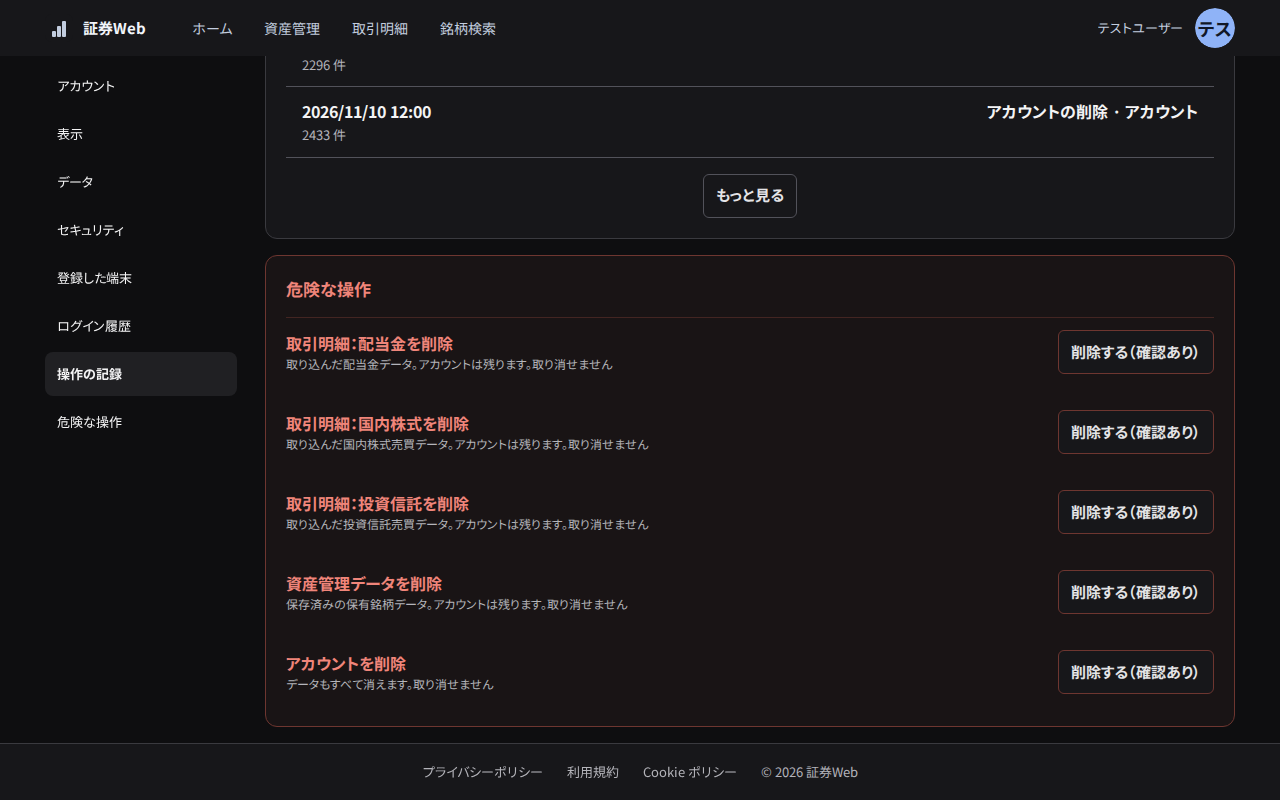 証券Web
ホーム
資産管理
取引明細
銘柄検索
テストユーザー
テス
アカウント
表示
データ
セキュリティ
登録した端末
ログイン履歴
操作の記録
危険な操作
2296 件
2026/11/10 12:00
アカウントの削除 · アカウント
2433 件
もっと見る
危険な操作
取引明細：配当金を削除
取り込んだ配当金データ。アカウントは残ります。取り消せません
削除する（確認あり）
取引明細：国内株式を削除
取り込んだ国内株式売買データ。アカウントは残ります。取り消せません
削除する（確認あり）
取引明細：投資信託を削除
取り込んだ投資信託売買データ。アカウントは残ります。取り消せません
削除する（確認あり）
資産管理データを削除
保存済みの保有銘柄データ。アカウントは残ります。取り消せません
削除する（確認あり）
アカウントを削除
データもすべて消えます。取り消せません
削除する（確認あり）
プライバシーポリシー
利用規約
Cookie ポリシー
© 2026 証券Web